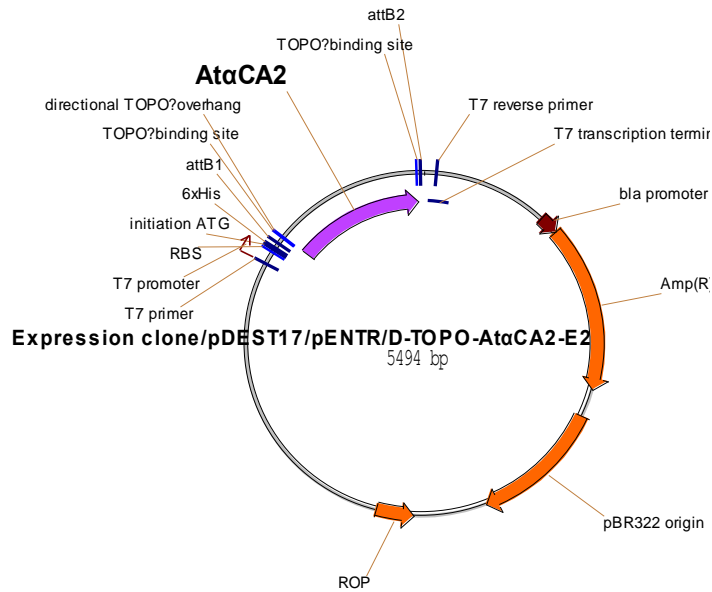 attB2
TOPO?binding site
AtαCA2
directional TOPO?overhang
T7 reverse primer
TOPO?binding site
T7 transcription termin
attB1
6xHis
bla promoter
initiation ATG
RBS
T7 promoter
Amp(R)
T7 primer
Expression clone/pDEST17/pENTR/D-TOPO-AtαCA2-E2
5494 bp
pBR322 origin
ROP